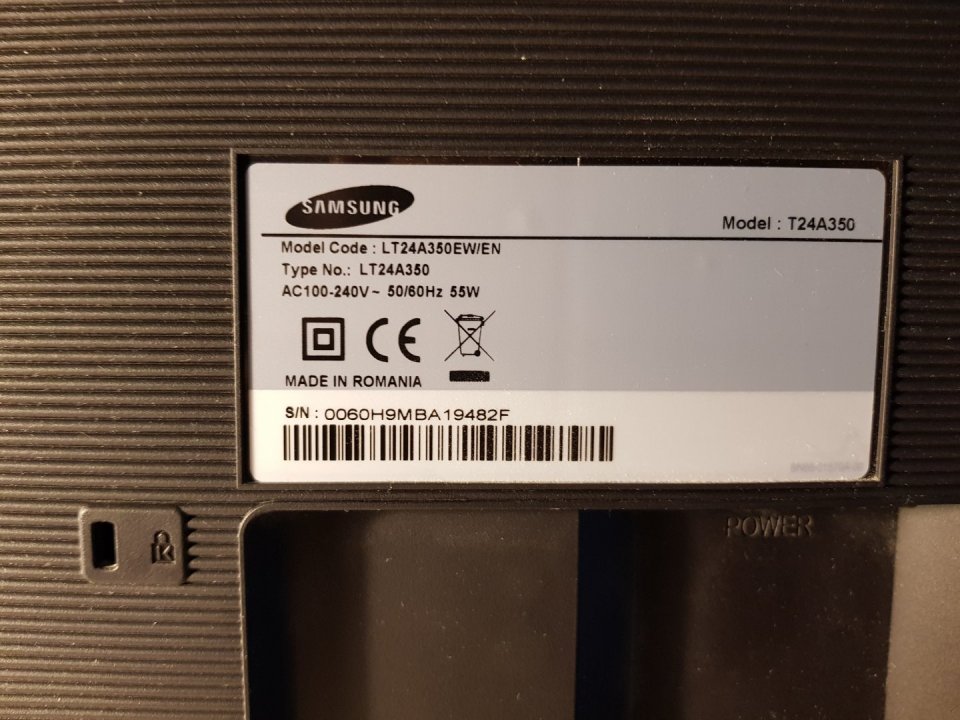 SAMSUNG
Model : T24A350
Model Code : LT24A350EW/EN
Type No.: LT24A350
AC100-240V~ 50/60Hz 55W
CE
MADE IN ROMANIA
S/N : 0060H9MBA19482F
K
POWER